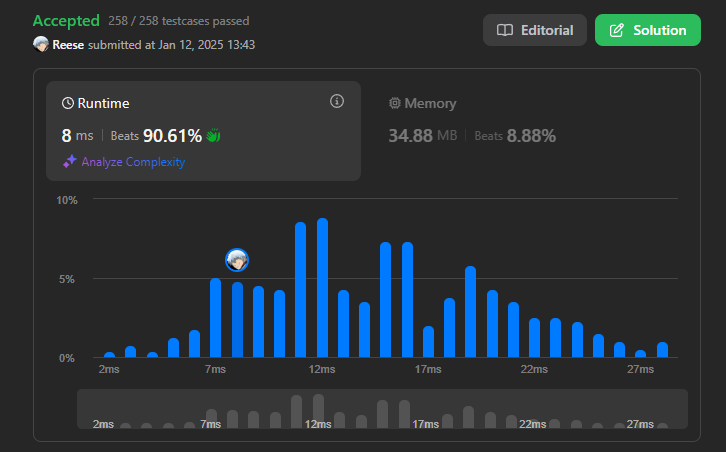 Accepted 258 / 258 testcases passed
Reese submitted at Jan 12, 2025 13:43
Editorial
Solution
Runtime
8 ms Beats 90.61%
Analyze Complexity
Memory
34.88 MB Beats 8.88%
10%
5%
0%
2ms 7ms 12ms 17ms 22ms 27ms
2ms 7ms 12ms 17ms 22ms 27ms